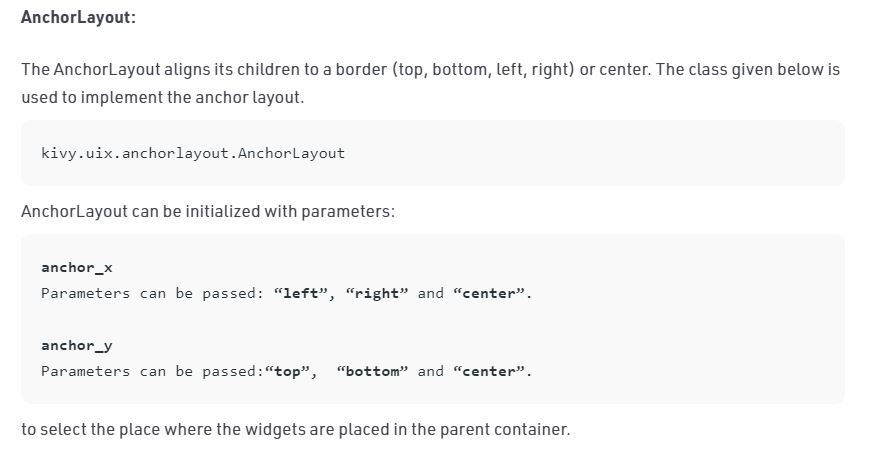 AnchorLayout:
The AnchorLayout aligns its children to a border (top, bottom, left, right) or center. The class given below is
used to implement the anchor layout.
kivy.uix.anchorlayout.AnchorLayout
AnchorLayout can be initialized with parameters:
anchor_x
Parameters can be passed: “left”, “right” and “center”.
anchor_y
Parameters can be passed:“top”,  “bottom” and “center”.
to select the place where the widgets are placed in the parent container.